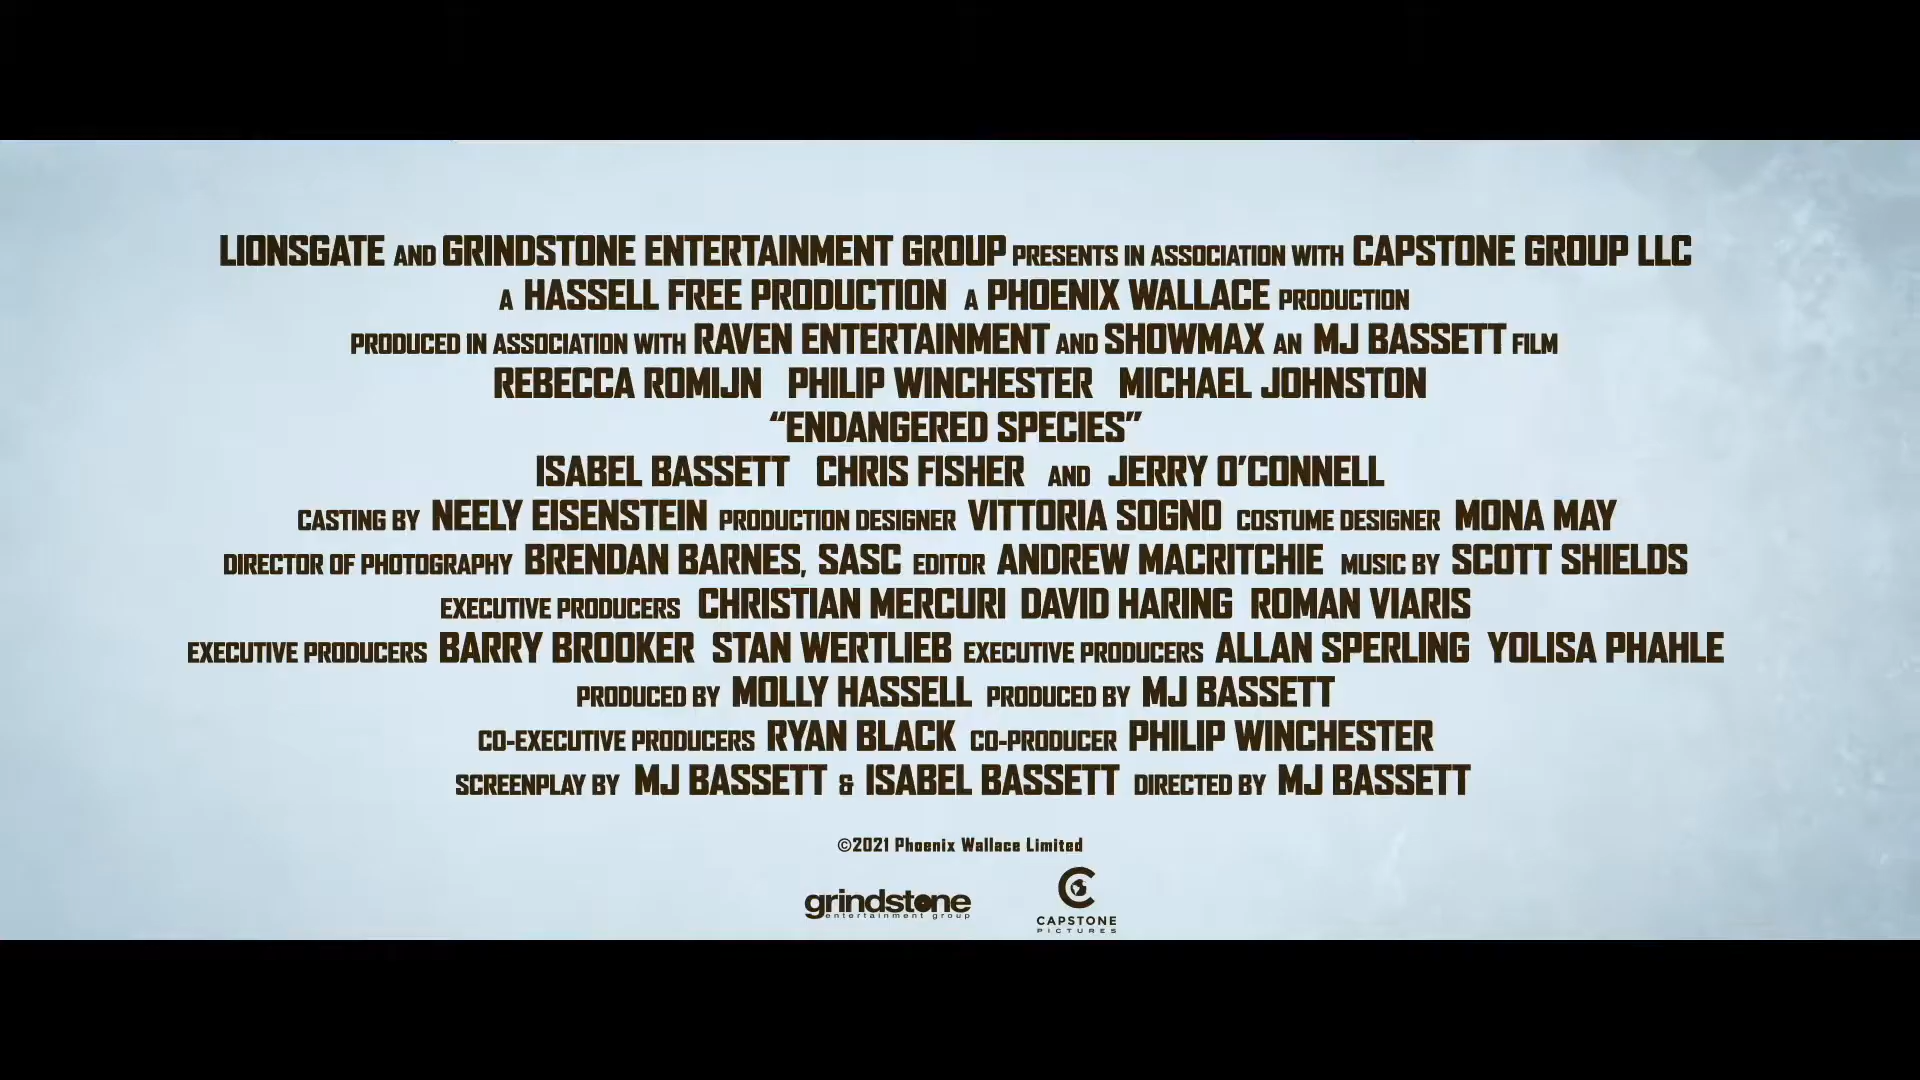 LIONSGATE AND GRINDSTONE ENTERTAINMENT GROUP PRESENTS IN ASSOCIATION WITH CAPSTONE GROUP LLC
A HASSELL FREE PRODUCTION A PHOENIX WALLACE PRODUCTION
PRODUCED IN ASSOCIATION WITH RAVEN ENTERTAINMENT AND SHOWMAX AN MJ BASSETT FILM
REBECCA ROMIJN PHILIP WINCHESTER MICHAEL JOHNSTON
“ENDANGERED SPECIES”
ISABEL BASSETT CHRIS FISHER AND JERRY O’CONNELL
CASTING BY NEELY EISENSTEIN PRODUCTION DESIGNER VITTORIA SOGNO COSTUME DESIGNER MONA MAY
DIRECTOR OF PHOTOGRAPHY BRENDAN BARNES, SASC EDITOR ANDREW MACRITCHIE MUSIC BY SCOTT SHIELDS
EXECUTIVE PRODUCERS CHRISTIAN MERCURI DAVID HARING ROMAN VIARIS
EXECUTIVE PRODUCERS BARRY BROOKER STAN WERTLIEB EXECUTIVE PRODUCERS ALLAN SPERLING YOLISA PHAHLE
PRODUCED BY MOLLY HASSELL PRODUCED BY MJ BASSETT
CO-EXECUTIVE PRODUCERS RYAN BLACK CO-PRODUCER PHILIP WINCHESTER
SCREENPLAY BY MJ BASSETT & ISABEL BASSETT DIRECTED BY MJ BASSETT
©2021 Phoenix Wallace Limited
grindstone
entertainment group
CAPSTONE
PICTURES